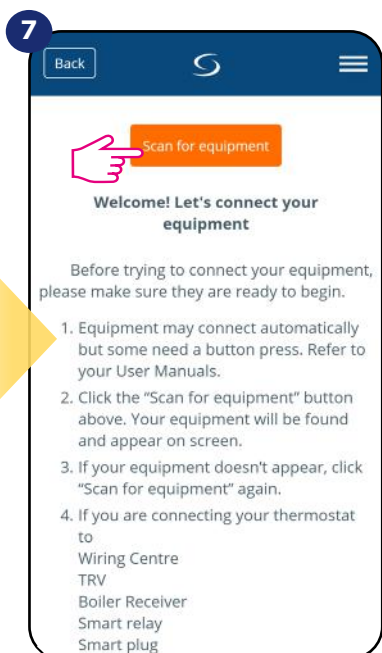 7
Back
Scan for equipment
Welcome! Let's connect your
equipment
Before trying to connect your equipment,
please make sure they are ready to begin.
1. Equipment may connect automatically
but some need a button press. Refer to
your User Manuals.
2. Click the “Scan for equipment” button
above. Your equipment will be found
and appear on screen.
3. If your equipment doesn't appear, click
“Scan for equipment” again.
4. If you are connecting your thermostat
to
Wiring Centre
TRV
Boiler Receiver
Smart relay
Smart plug